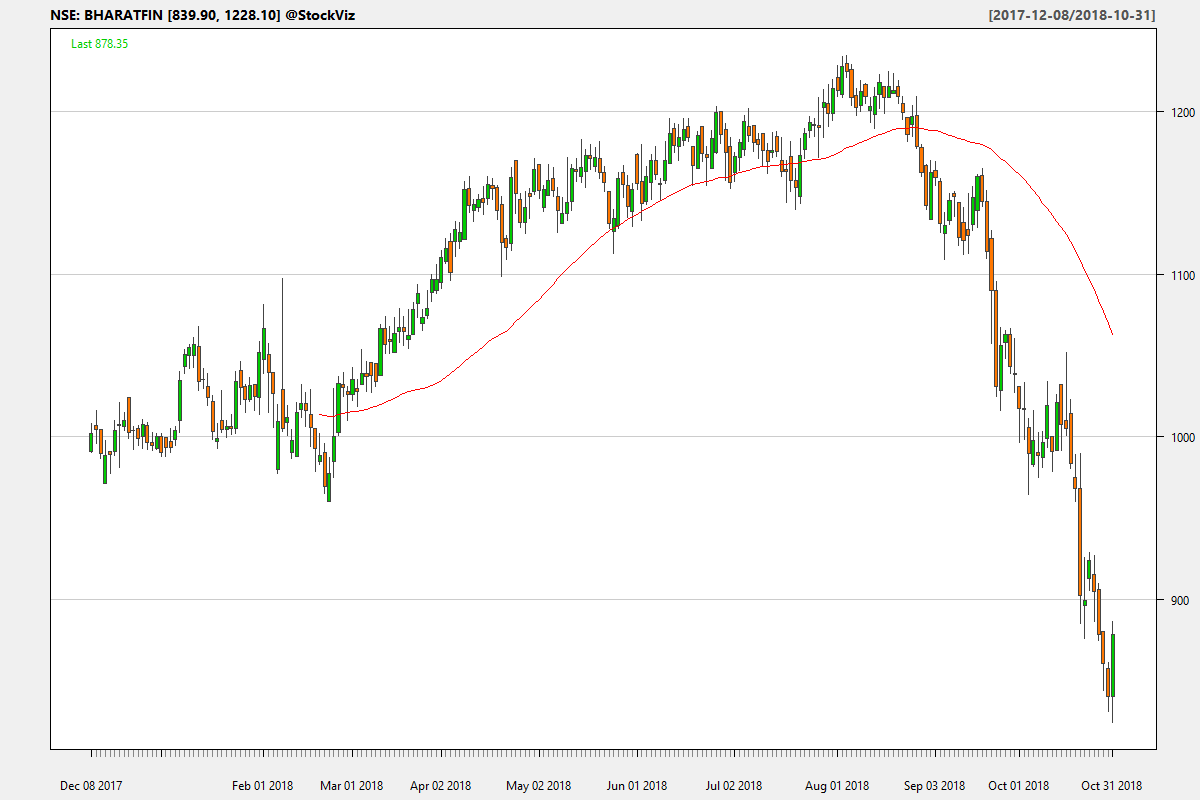 NSE: BHARATFIN [839.90, 1228.10] @StockViz [2017-12-08/2018-10-31]
Last 878.35
1200
1100
1000
900
Dec 08 2017 Feb 01 2018 Mar 01 2018 Apr 02 2018 May 02 2018 Jun 01 2018 Jul 02 2018 Aug 01 2018 Sep 03 2018 Oct 01 2018 Oct 31 2018